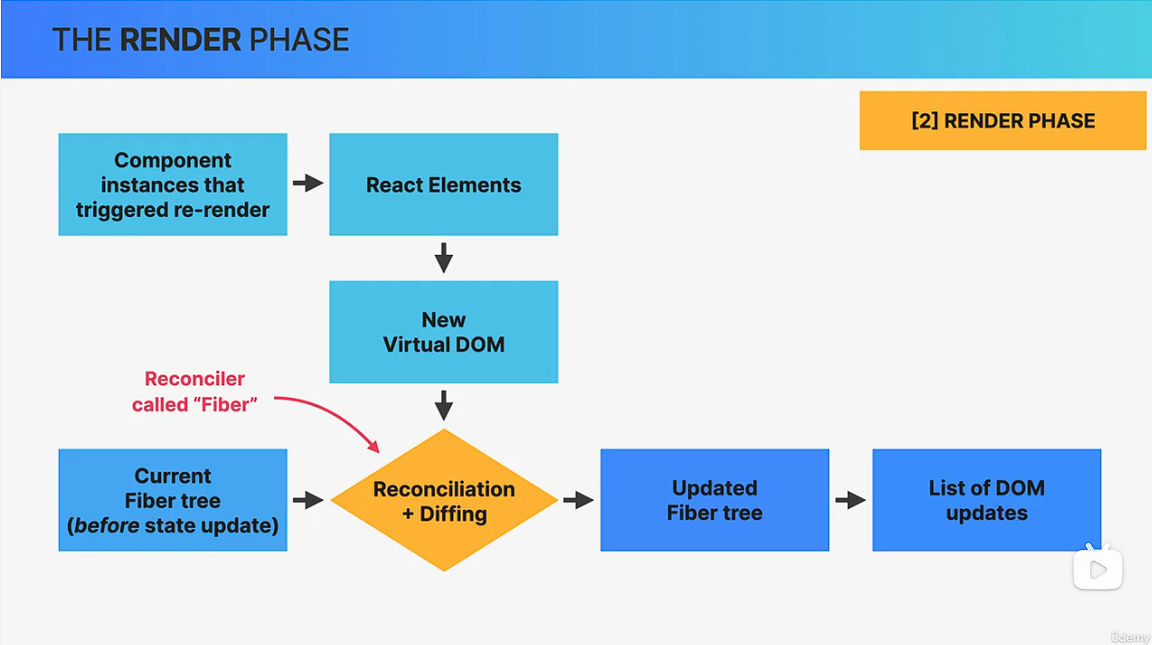 THE RENDER PHASE
[2] RENDER PHASE
Component
instances that
triggered re-render
React Elements
New
Virtual DOM
Reconciler
called “Fiber”
Current
Fiber tree
(before state update)
Reconciliation
+ Diffing
Updated
Fiber tree
List of DOM
updates
ûdemy